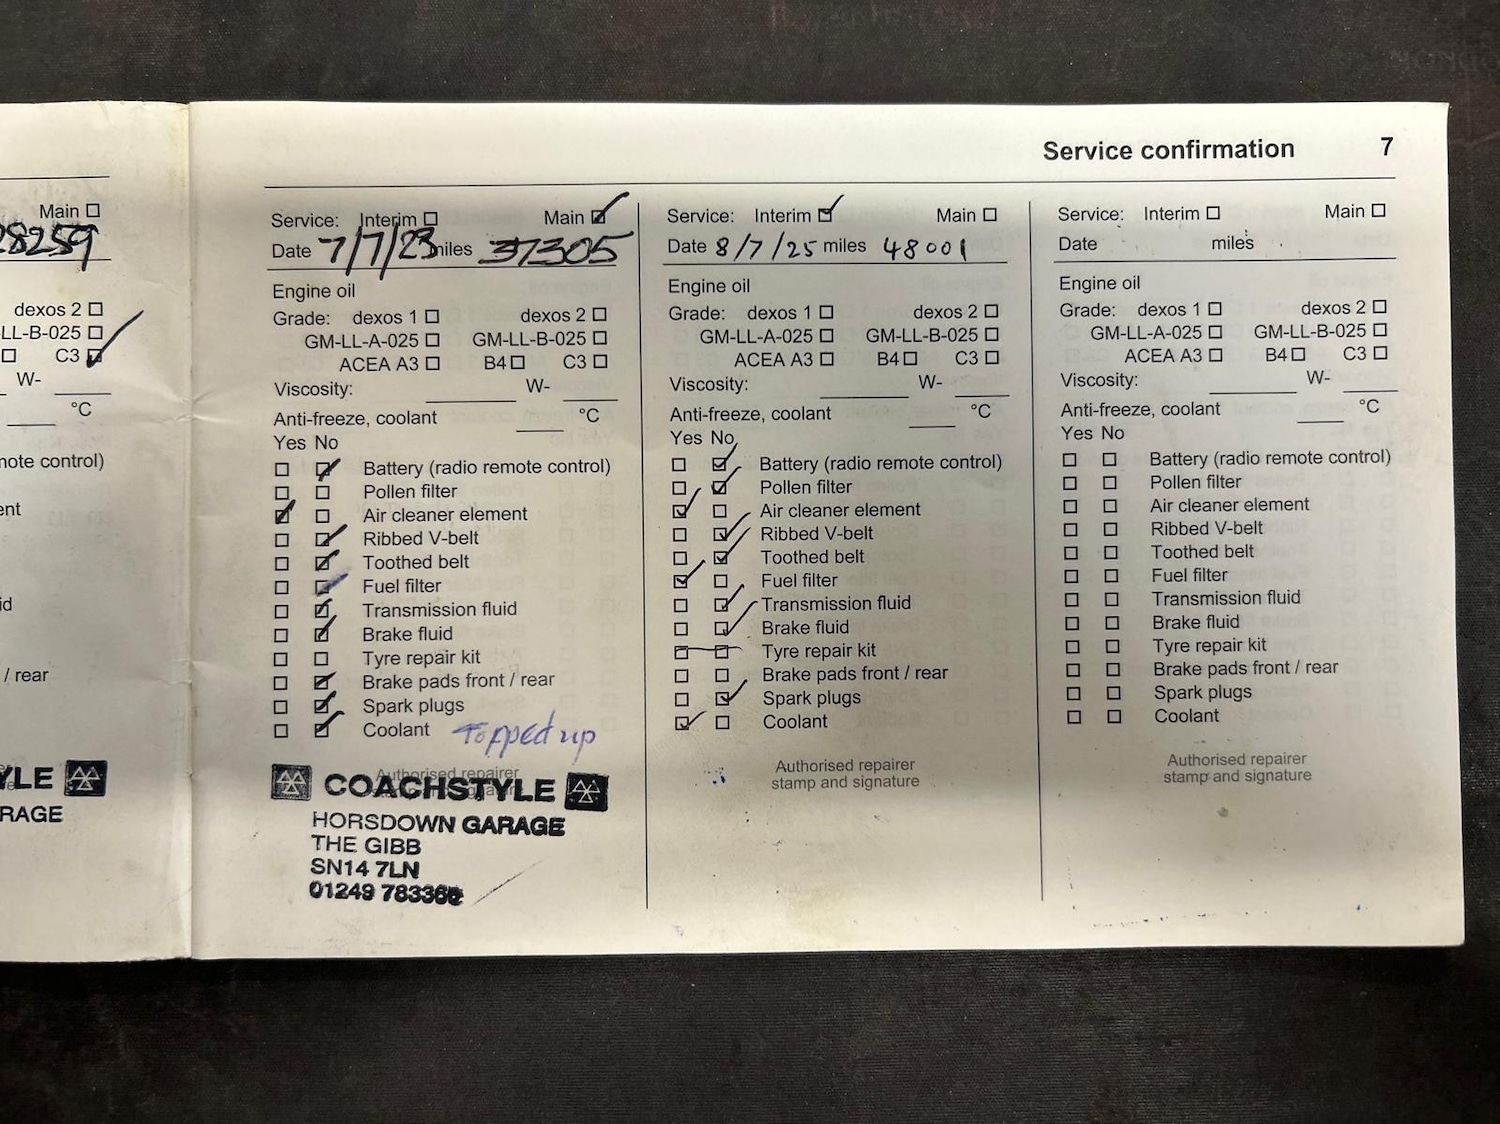 Main
28259
dexos 2
-LL-B-025
C3
W-
°C
note control)
ent
id
/ rear
YLE
RAGE
Service confirmation 7
Service: Interim Main
Date 7/7/23 miles 37305
Engine oil
Grade: dexos 1 dexos 2
GM-LL-A-025 GM-LL-B-025
ACEA A3 B4 C3
Viscosity: W-
Anti-freeze, coolant °C
Yes No
Battery (radio remote control)
Pollen filter
Air cleaner element
Ribbed V-belt
Toothed belt
Fuel filter
Transmission fluid
Brake fluid
Tyre repair kit
Brake pads front / rear
Spark plugs
Coolant Topped up
Authorised repairer
stamp and signature
COACHSTYLE
HORSDOWN GARAGE
THE GIBB
SN14 7LN
01249
Service: Interim Main
Date 8/7/25 miles 48001
Engine oil
Grade: dexos 1 dexos 2
GM-LL-A-025 GM-LL-B-025
ACEA A3 B4 C3
Viscosity: W-
Anti-freeze, coolant °C
Yes No
Battery (radio remote control)
Pollen filter
Air cleaner element
Ribbed V-belt
Toothed belt
Fuel filter
Transmission fluid
Brake fluid
Tyre repair kit
Brake pads front / rear
Spark plugs
Coolant
Authorised repairer
stamp and signature
Service: Interim Main
Date miles
Engine oil
Grade: dexos 1 dexos 2
GM-LL-A-025 GM-LL-B-025
ACEA A3 B4 C3
Viscosity: W-
Anti-freeze, coolant °C
Yes No
Battery (radio remote control)
Pollen filter
Air cleaner element
Ribbed V-belt
Toothed belt
Fuel filter
Transmission fluid
Brake fluid
Tyre repair kit
Brake pads front / rear
Spark plugs
Coolant
Authorised repairer
stamp and signature